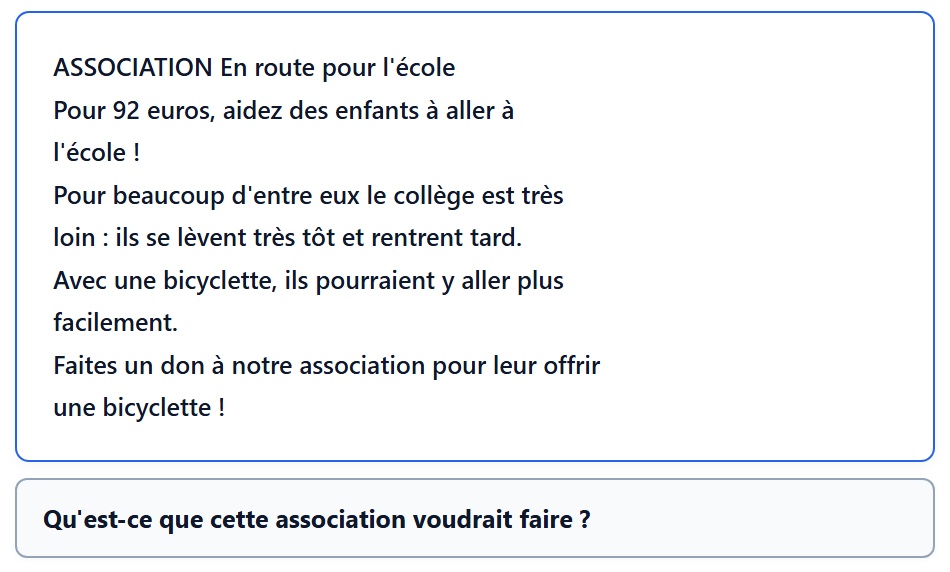 ASSOCIATION En route pour l'école
Pour 92 euros, aidez des enfants à aller à
l'école !
Pour beaucoup d'entre eux le collège est très
loin : ils se lèvent très tôt et rentrent tard.
Avec une bicyclette, ils pourraient y aller plus
facilement.
Faites un don à notre association pour leur offrir
une bicyclette !
Qu'est-ce que cette association voudrait faire ?